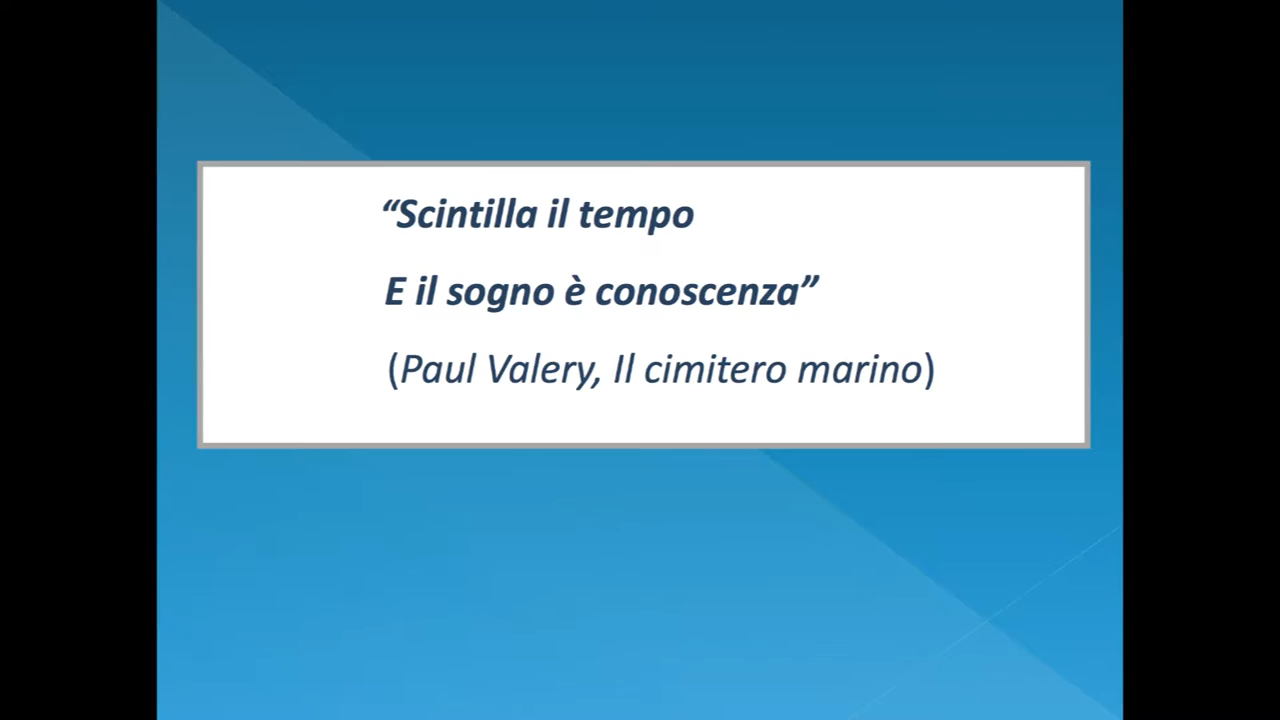 “Scintilla il tempo
E il sogno è conoscenza”
(Paul Valery, Il cimitero marino)